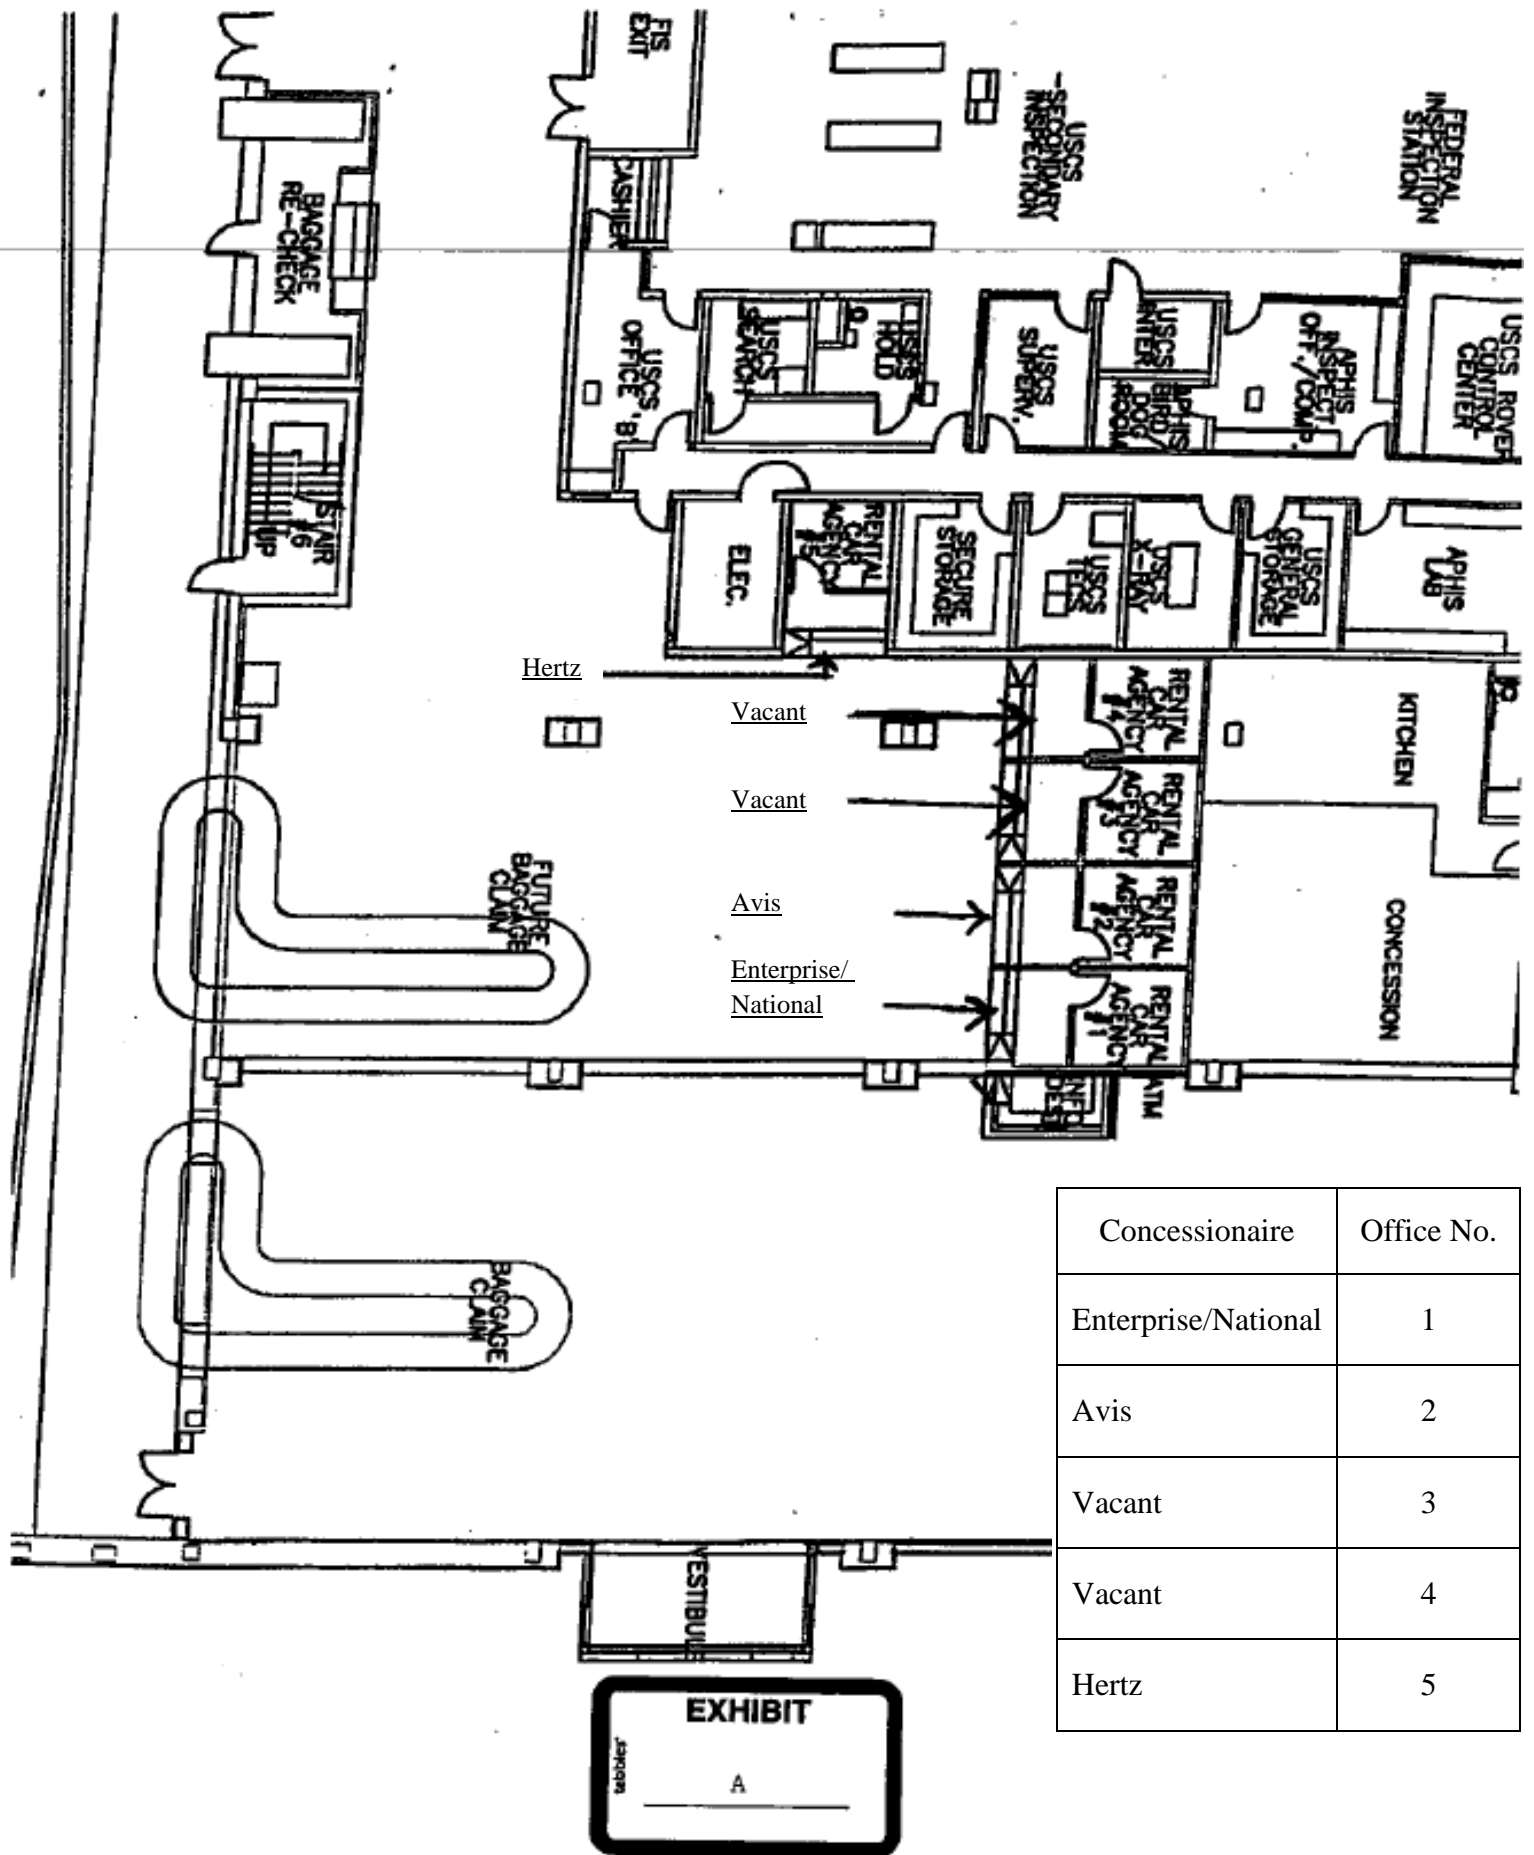 FIS
EXIT
CASHIER
USCS
SECONDARY
INSPECTION
FEDERAL
INSPECTION
STATION
BAGGAGE
RE-CHECK
USCS
OFFICE 'B'
USCS
SEARCH
HOLD
USCS
SUPERV.
USCS
APHIS
BIRD
DOG
ROOM
APHIS
INSPECT.
OFF./COMP.
USCS ROVER
CONTROL
CENTER
STAIR
#6
UP
ELEC.
RENTAL
CAR
AGENCY
#5
SECURE
STORAGE
USCS
TECS
USCS
X-RAY
USCS
GENERAL
STORAGE
APHIS
LAB
Hertz
Vacant
Vacant
Avis
Enterprise/
National
RENTAL
CAR
AGENCY
#4
RENTAL
CAR
AGENCY
#3
RENTAL
CAR
AGENCY
#2
RENTAL
CAR
AGENCY
#1
KITCHEN
CONCESSION
FUTURE
BAGGAGE
CLAIM
ATM
BAGGAGE
CLAIM
VESTIBULE
Concessionaire Office No.
Enterprise/National 1
Avis 2
Vacant 3
Vacant 4
Hertz 5
EXHIBIT
tabbies'
A